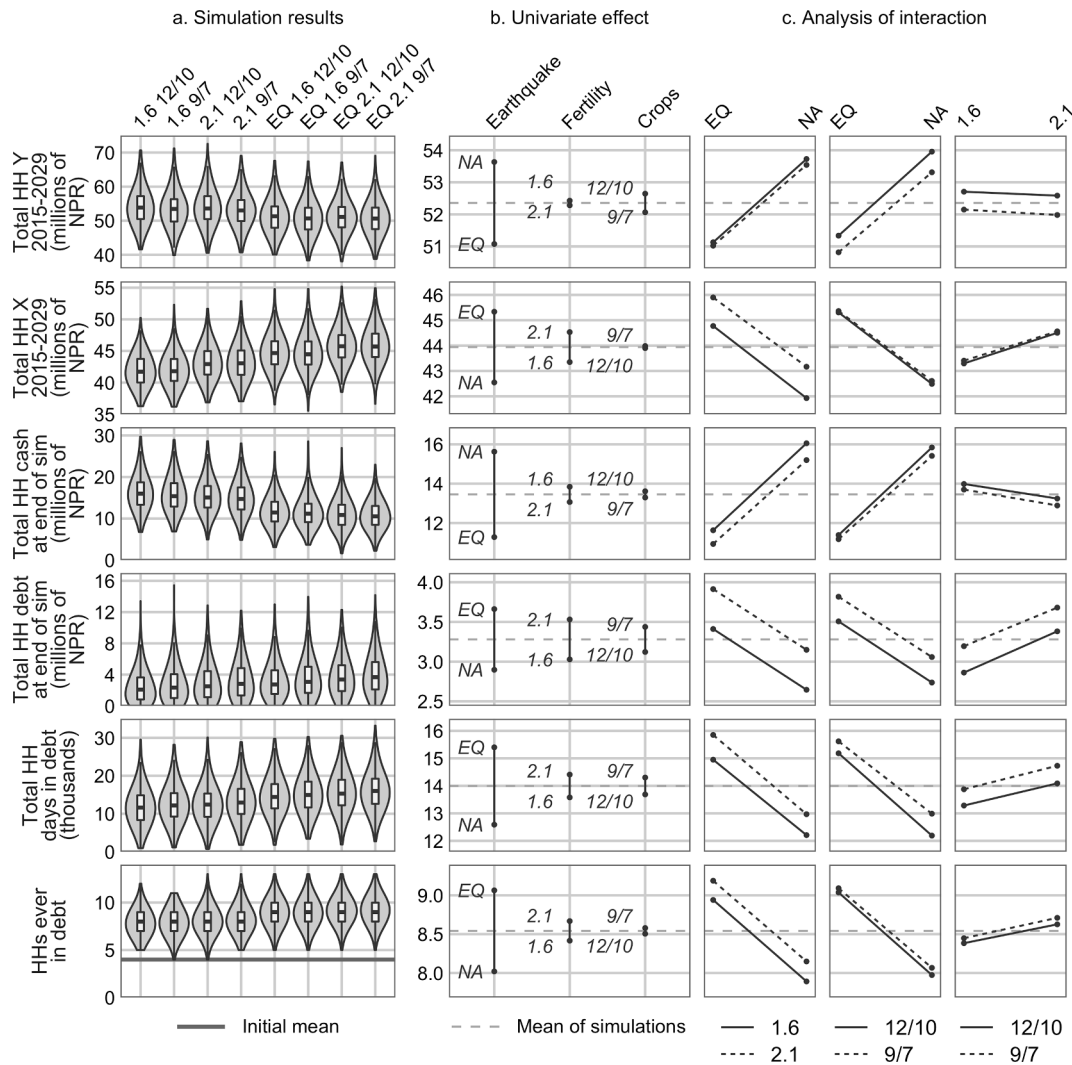 a. Simulation results
b. Univariate effect
c. Analysis of interaction
1.6 12/10
1.6 9/7
2.1 12/10
2.1 9/7
EQ 1.6 12/10
EQ 1.6 9/7
EQ 2.1 12/10
EQ 2.1 9/7
Earthquake
Fertility
Crops
EQ
NA
EQ
NA
1.6
2.1
Total HH Y
2015-2029
(millions of
NPR)
70
60
50
40
54
53
52
51
NA
EQ
1.6
2.1
12/10
9/7
Total HH X
2015-2029
(millions of
NPR)
55
50
45
40
35
46
45
44
43
42
EQ
NA
2.1
1.6
9/7
12/10
Total HH cash
at end of sim
(millions of
NPR)
30
20
10
0
16
14
12
NA
EQ
1.6
2.1
12/10
9/7
Total HH debt
at end of sim
(millions of
NPR)
16
12
8
4
0
4.0
3.5
3.0
2.5
EQ
NA
2.1
1.6
9/7
12/10
Total HH
days in debt
(thousands)
30
20
10
0
16
15
14
13
12
EQ
NA
2.1
1.6
9/7
12/10
HHs ever
in debt
10
5
0
9.0
8.5
8.0
EQ
NA
2.1
1.6
9/7
12/10
Initial mean
Mean of simulations
1.6
2.1
12/10
9/7
12/10
9/7